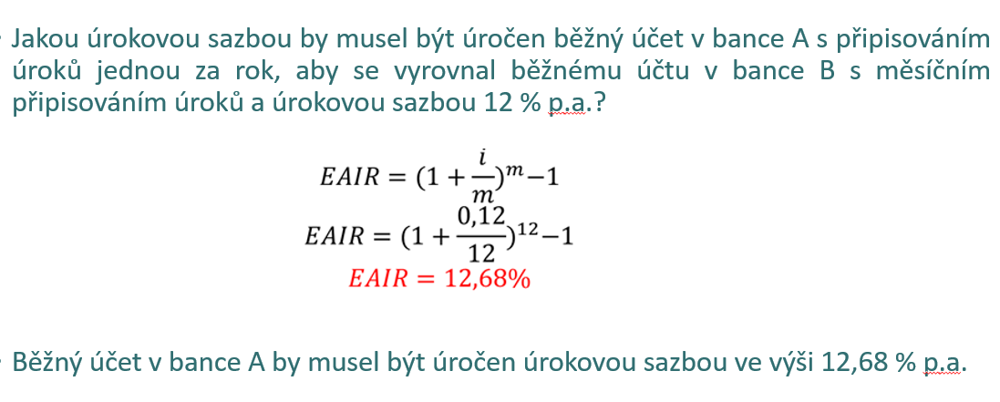 Jakou úrokovou sazbou by musel být úročen běžný účet v bance A s připisováním
úroků jednou za rok, aby se vyrovnal běžnému účtu v bance B s měsíčním
připisováním úroků a úrokovou sazbou 12 % p.a.?
EAIR = (1 + i/m)^m − 1
EAIR = (1 + 0,12/12)^12 − 1
EAIR = 12,68%
Běžný účet v bance A by musel být úročen úrokovou sazbou ve výši 12,68 % p.a.